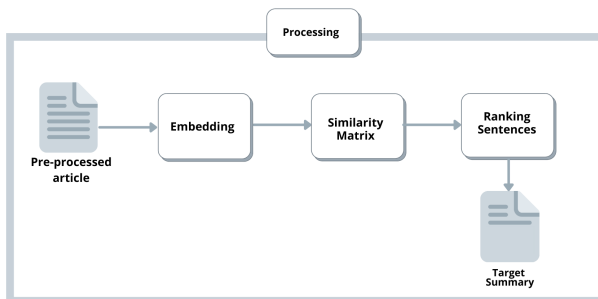 Processing
Pre-processed
article
Embedding
Similarity
Matrix
Ranking
Sentences
Target
Summary